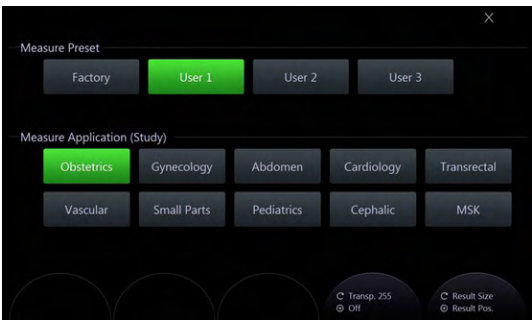 X
Measure Preset
Factory User 1 User 2 User 3
Measure Application (Study)
Obstetrics Gynecology Abdomen Cardiology Transrectal
Vascular Small Parts Pediatrics Cephalic MSK
Transp. 255 Result Size
Off Result Pos.